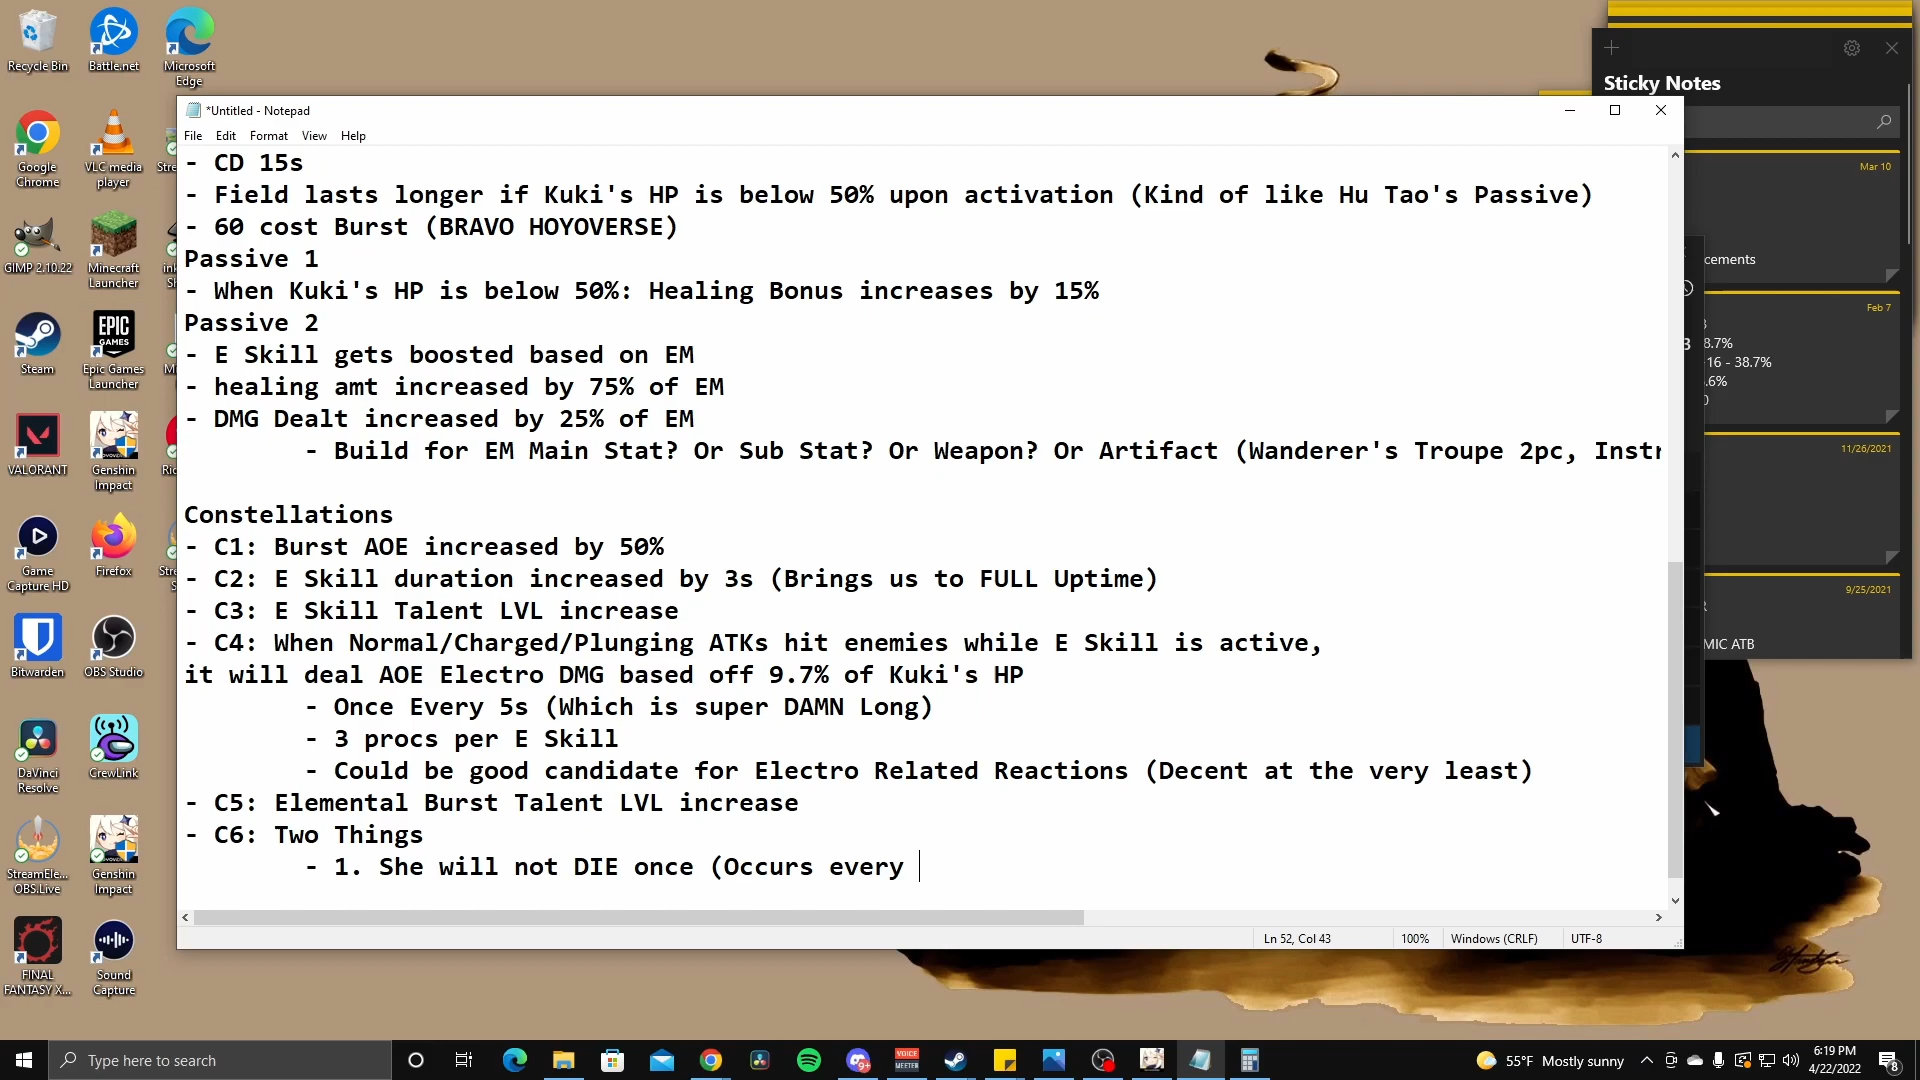 Recycle Bin
Battle.net
Microsoft Edge
Google Chrome
VLC media player
GIMP 2.10.22
Minecraft Launcher
Steam
Epic Games Launcher
VALORANT
Genshin Impact
Game Capture HD
Firefox
Bitwarden
OBS Studio
DaVinci Resolve
CrewLink
StreamEle... OBS.Live
Genshin Impact
FINAL FANTASY X...
Sound Capture
*Untitled - Notepad
File Edit Format View Help
- CD 15s
- Field lasts longer if Kuki's HP is below 50% upon activation (Kind of like Hu Tao's Passive)
- 60 cost Burst (BRAVO HOYOVERSE)
Passive 1
- When Kuki's HP is below 50%: Healing Bonus increases by 15%
Passive 2
- E Skill gets boosted based on EM
- healing amt increased by 75% of EM
- DMG Dealt increased by 25% of EM
- Build for EM Main Stat? Or Sub Stat? Or Weapon? Or Artifact (Wanderer's Troupe 2pc, Instr
Constellations
- C1: Burst AOE increased by 50%
- C2: E Skill duration increased by 3s (Brings us to FULL Uptime)
- C3: E Skill Talent LVL increase
- C4: When Normal/Charged/Plunging ATKs hit enemies while E Skill is active,
it will deal AOE Electro DMG based off 9.7% of Kuki's HP
- Once Every 5s (Which is super DAMN Long)
- 3 procs per E Skill
- Could be good candidate for Electro Related Reactions (Decent at the very least)
- C5: Elemental Burst Talent LVL increase
- C6: Two Things
- 1. She will not DIE once (Occurs every
Ln 52, Col 43
100%
Windows (CRLF)
UTF-8
Sticky Notes
Mar 10
cements
Feb 7
8.7%
16 - 38.7%
.6%
11/26/2021
9/25/2021
MIC ATB
Type here to search
VOICE MEETER
55°F Mostly sunny
6:19 PM
4/22/2022
8